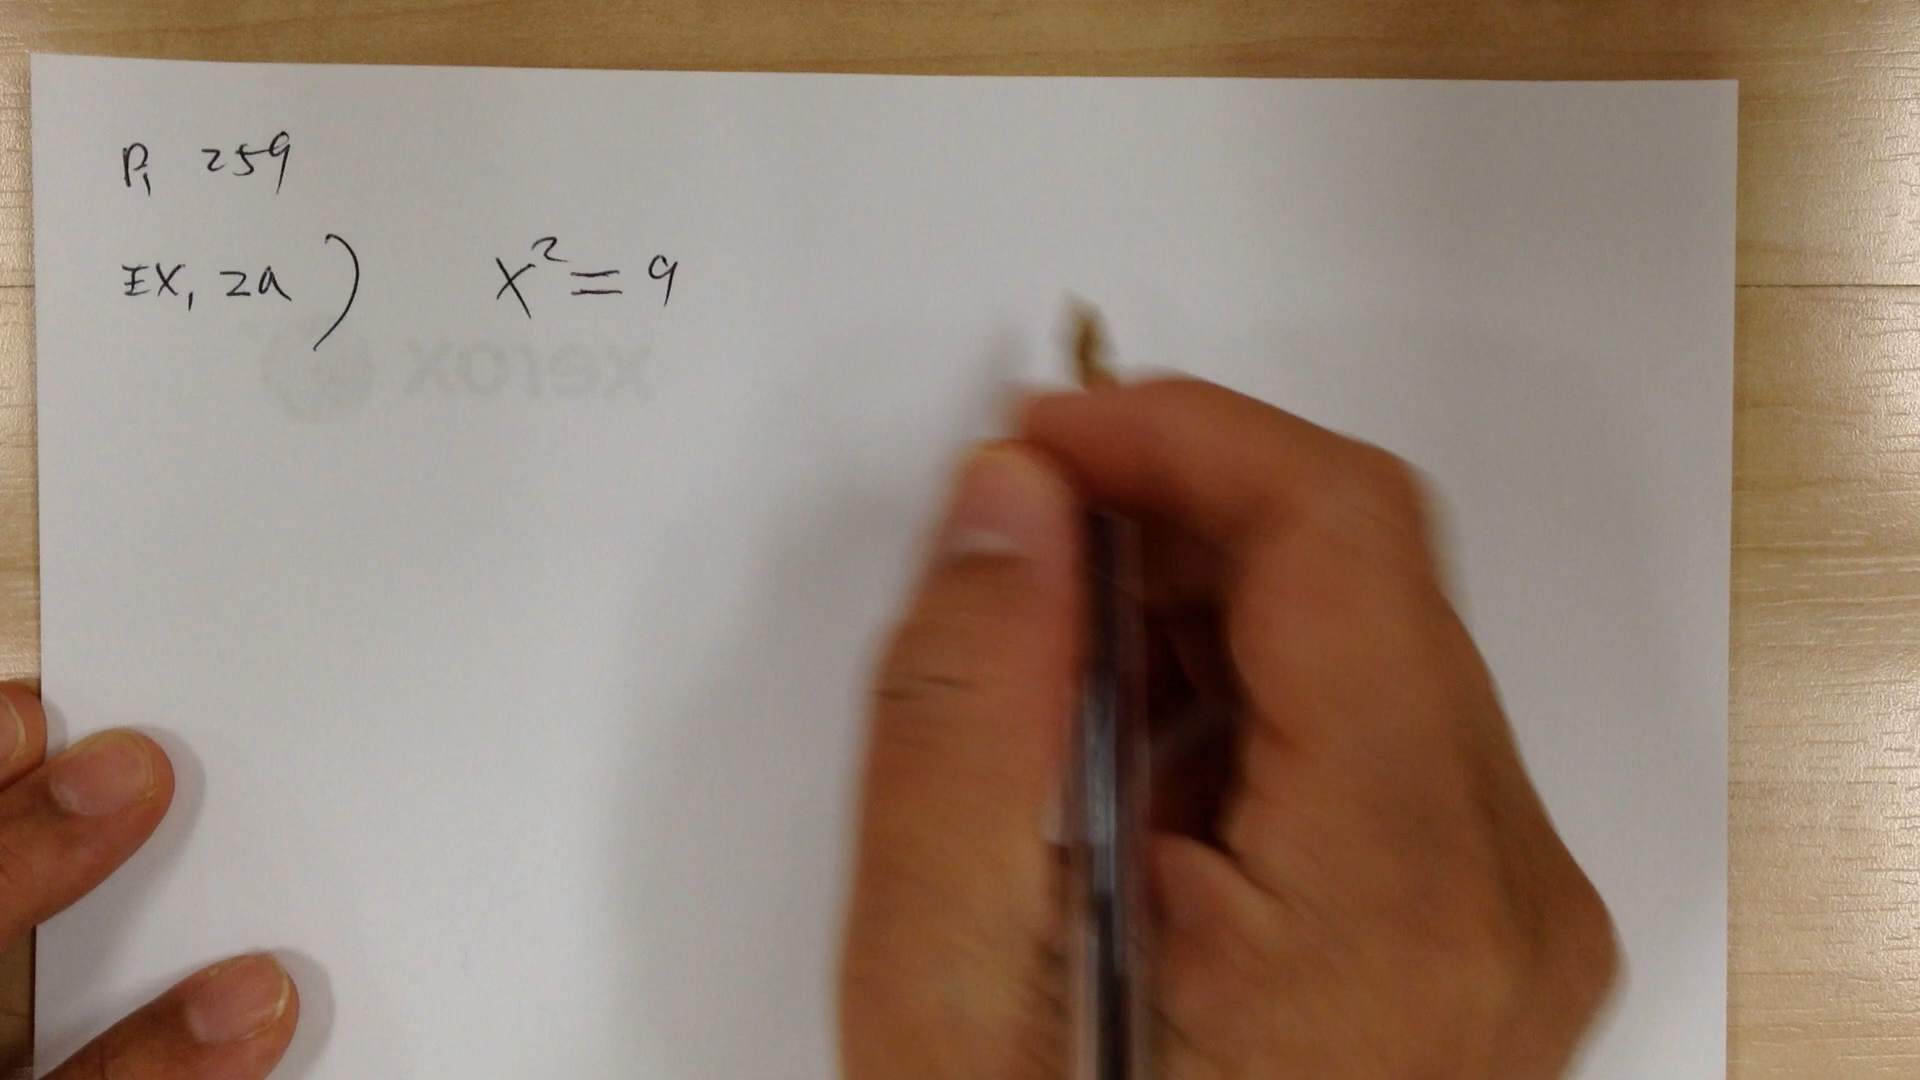 P, 259
EX, 2a) x² = 9
xerox